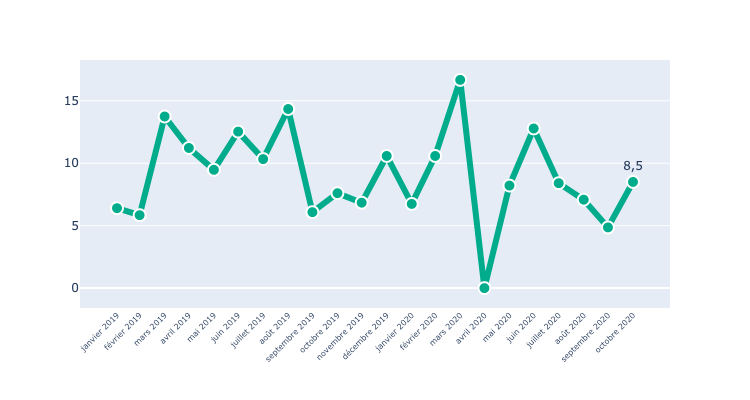 15
10
5
0
8,5
janvier 2019
février 2019
mars 2019
avril 2019
mai 2019
juin 2019
juillet 2019
août 2019
septembre 2019
octobre 2019
novembre 2019
décembre 2019
janvier 2020
février 2020
mars 2020
avril 2020
mai 2020
juin 2020
juillet 2020
août 2020
septembre 2020
octobre 2020